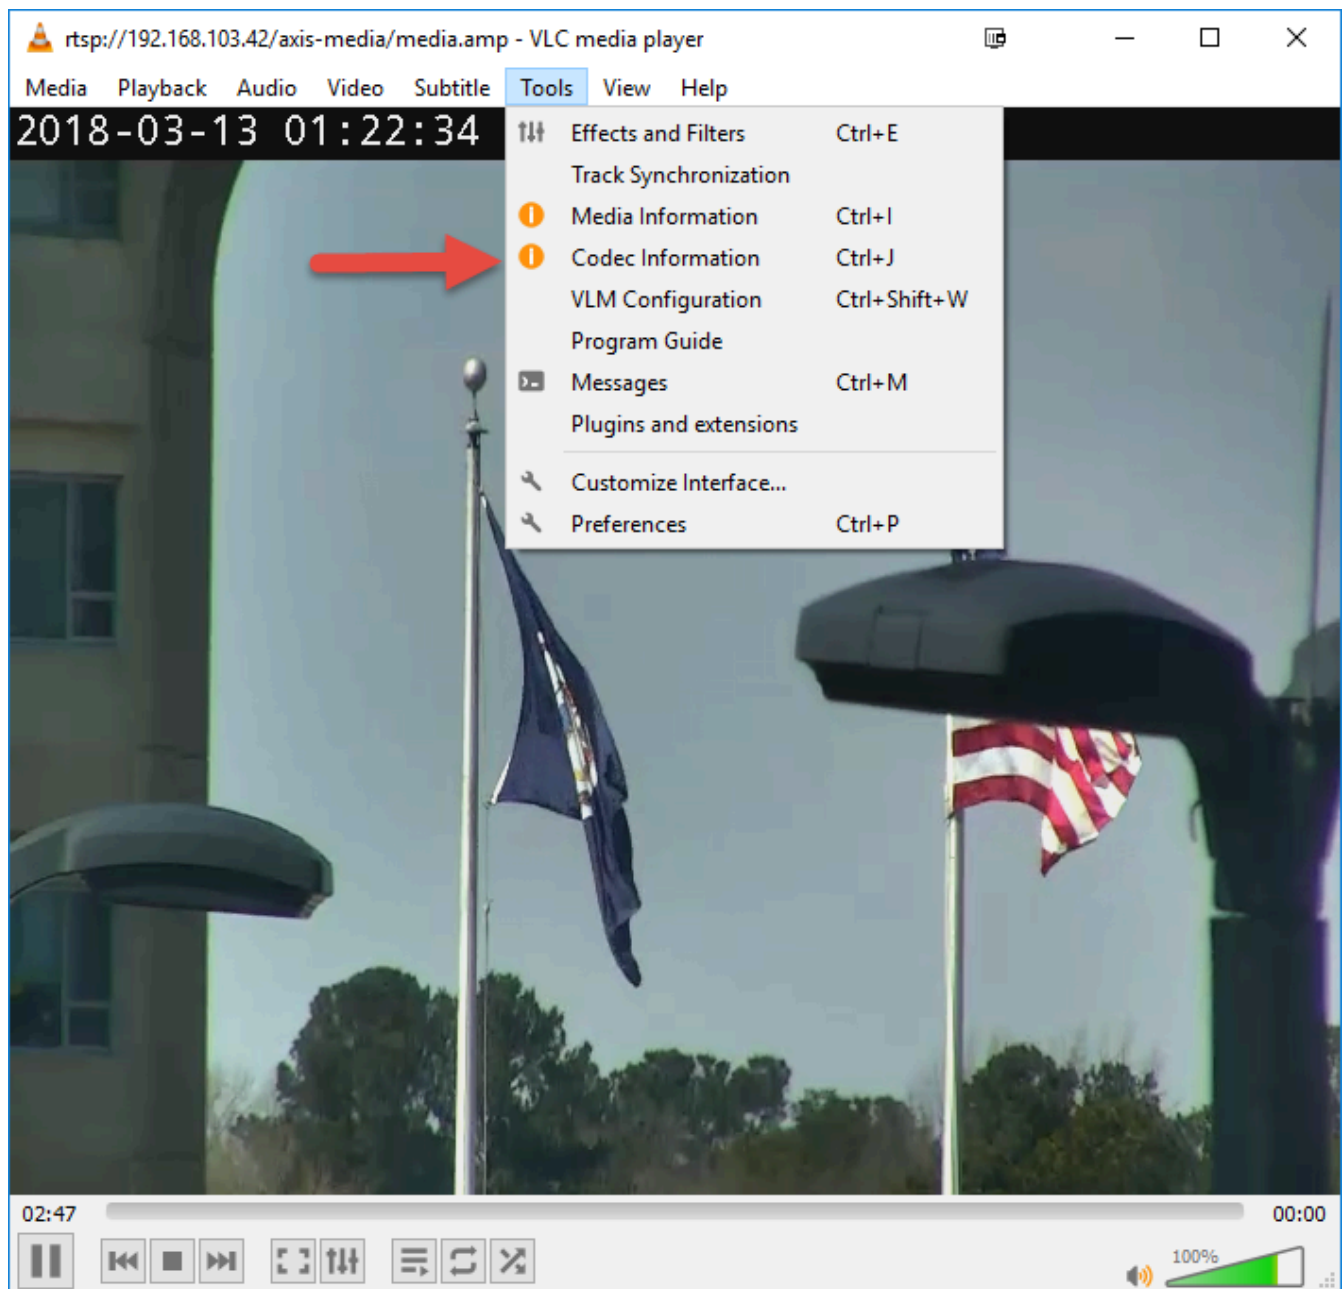 rtsp://192.168.103.42/axis-media/media.amp - VLC media player
Media Playback Audio Video Subtitle Tools View Help
2018-03-13 01:22:34
Effects and Filters Ctrl+E
Track Synchronization
Media Information Ctrl+I
Codec Information Ctrl+J
VLM Configuration Ctrl+Shift+W
Program Guide
Messages Ctrl+M
Plugins and extensions
Customize Interface...
Preferences Ctrl+P
02:47 00:00
100%